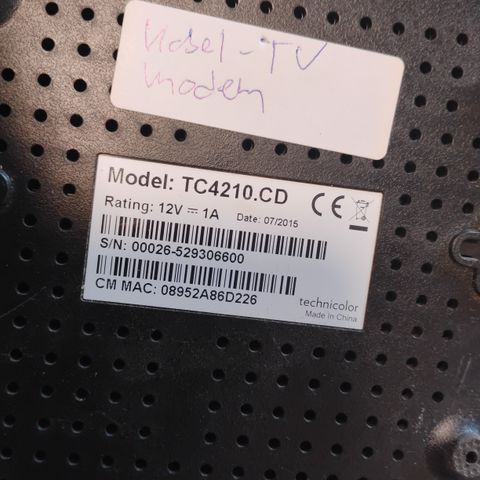 Kabel-TV
Modem
Model: TC4210.CD
Rating: 12V ⎓ 1A Date: 07/2015
S/N: 00026-529306600
CM MAC: 08952A86D226
technicolor
Made in China